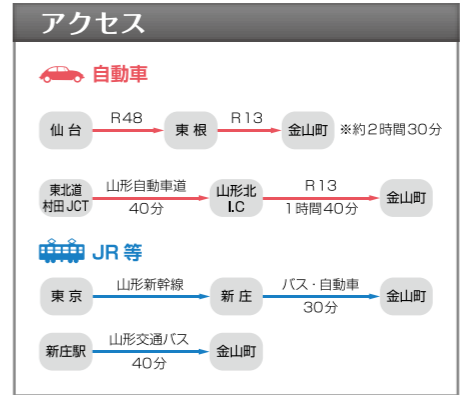 アクセス
自動車
仙台 R48 東根 R13 金山町 ※約2時間30分
東北道村田JCT 山形自動車道 40分 山形北I.C R13 1時間40分 金山町
JR等
東京 山形新幹線 新庄 バス・自動車 30分 金山町
新庄駅 山形交通バス 40分 金山町